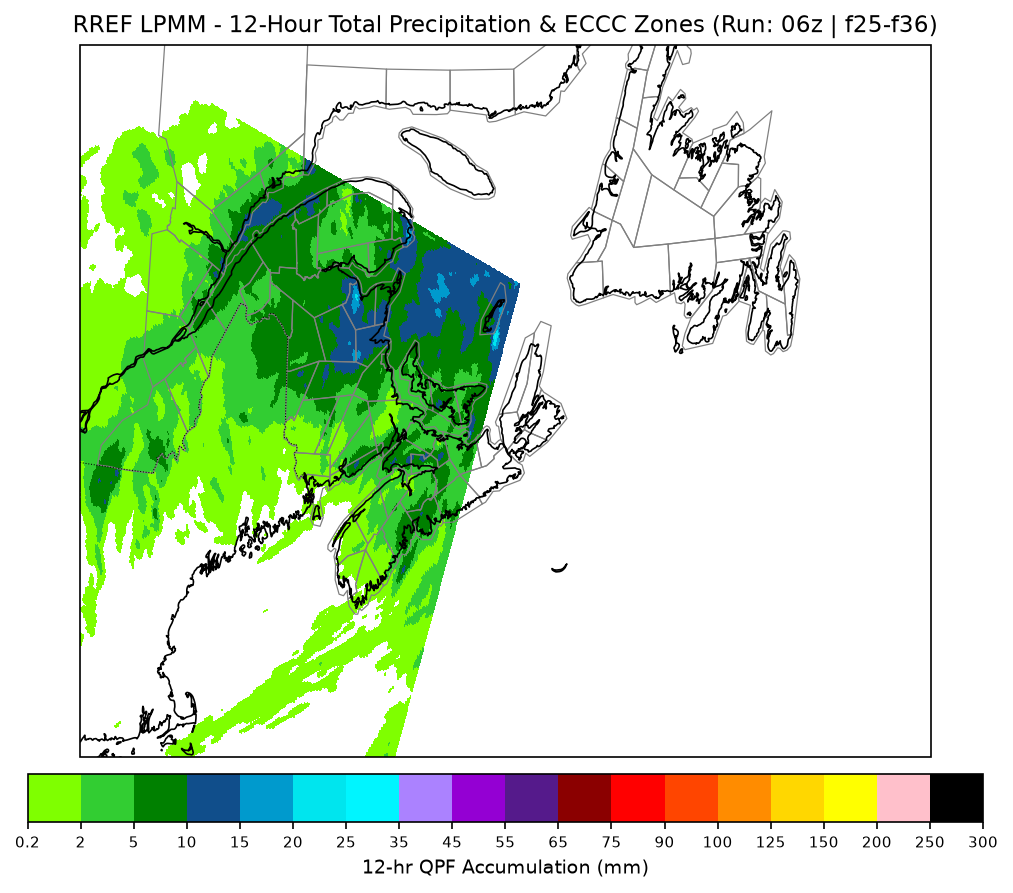 RREF LPMM - 12-Hour Total Precipitation & ECCC Zones (Run: 06z | f25-f36)
0.2 2 5 10 15 20 25 35 45 55 65 75 90 100 125 150 200 250 300
12-hr QPF Accumulation (mm)